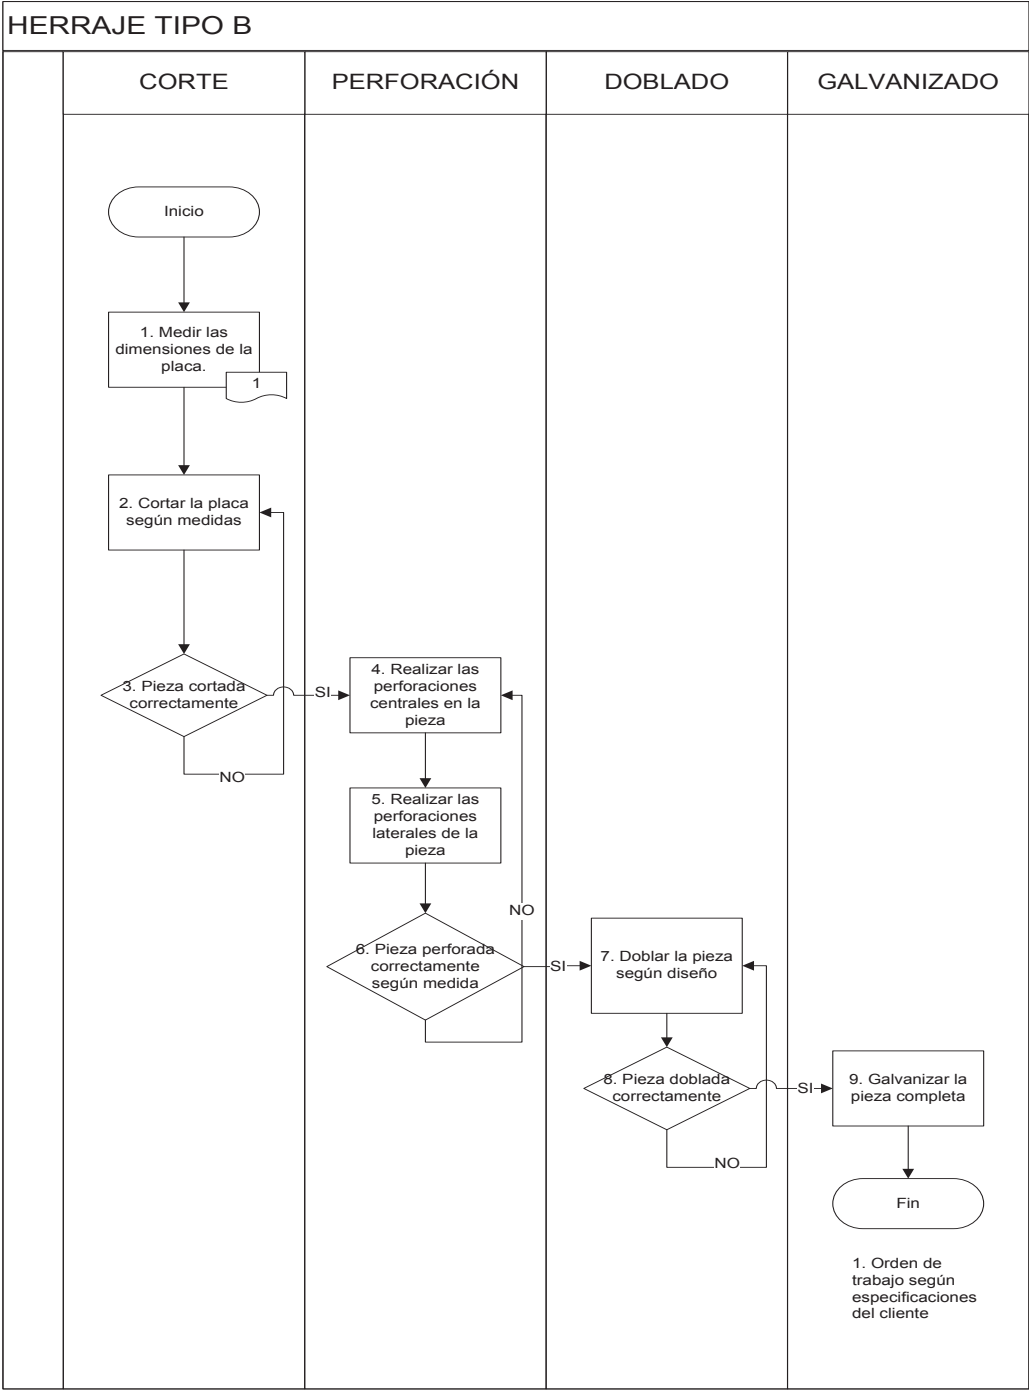 HERRAJE TIPO B
CORTE
PERFORACIÓN
DOBLADO
GALVANIZADO
Inicio
1. Medir las
dimensiones de la
placa.
1
2. Cortar la placa
según medidas
3. Pieza cortada
correctamente
SI
NO
4. Realizar las
perforaciones
centrales en la
pieza
5. Realizar las
perforaciones
laterales de la
pieza
NO
6. Pieza perforada
correctamente
según medida
SI
7. Doblar la pieza
según diseño
8. Pieza doblada
correctamente
SI
NO
9. Galvanizar la
pieza completa
Fin
1. Orden de
trabajo según
especificaciones
del cliente